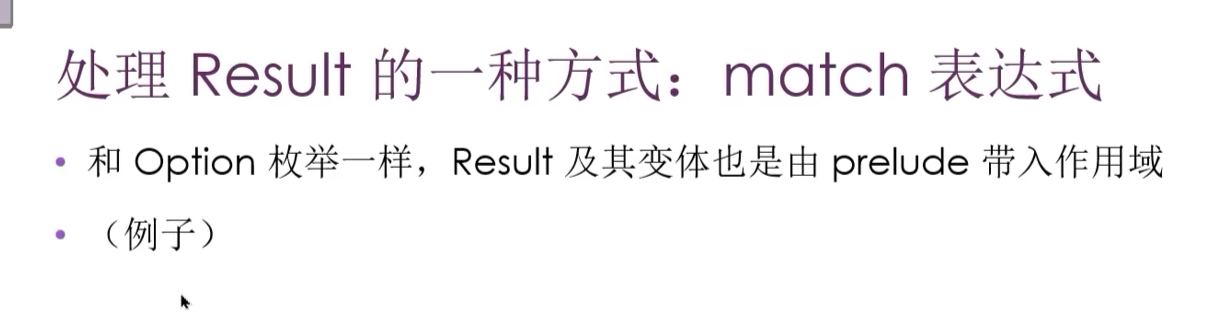 处理 Result 的一种方式：match 表达式
• 和 Option 枚举一样，Result 及其变体也是由 prelude 带入作用域
• （例子）